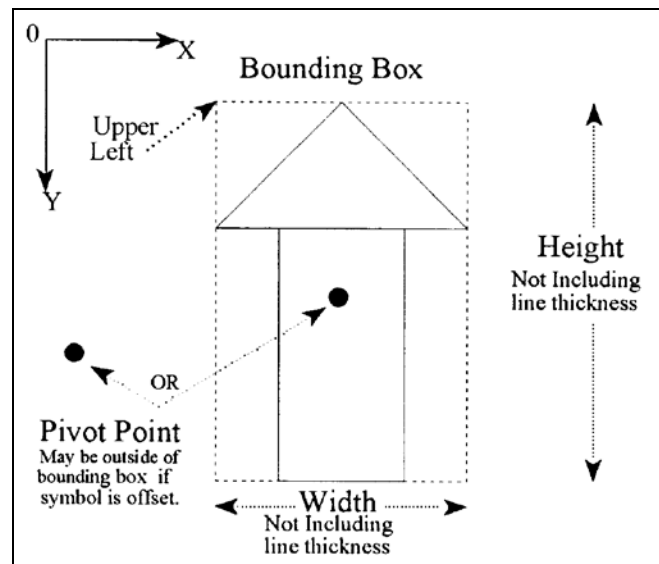 0
X
Bounding Box
Upper
Left
Y
Height
Not Including
line thickness
OR
Pivot Point
May be outside of
bounding box if
symbol is offset.
Width
Not Including
line thickness